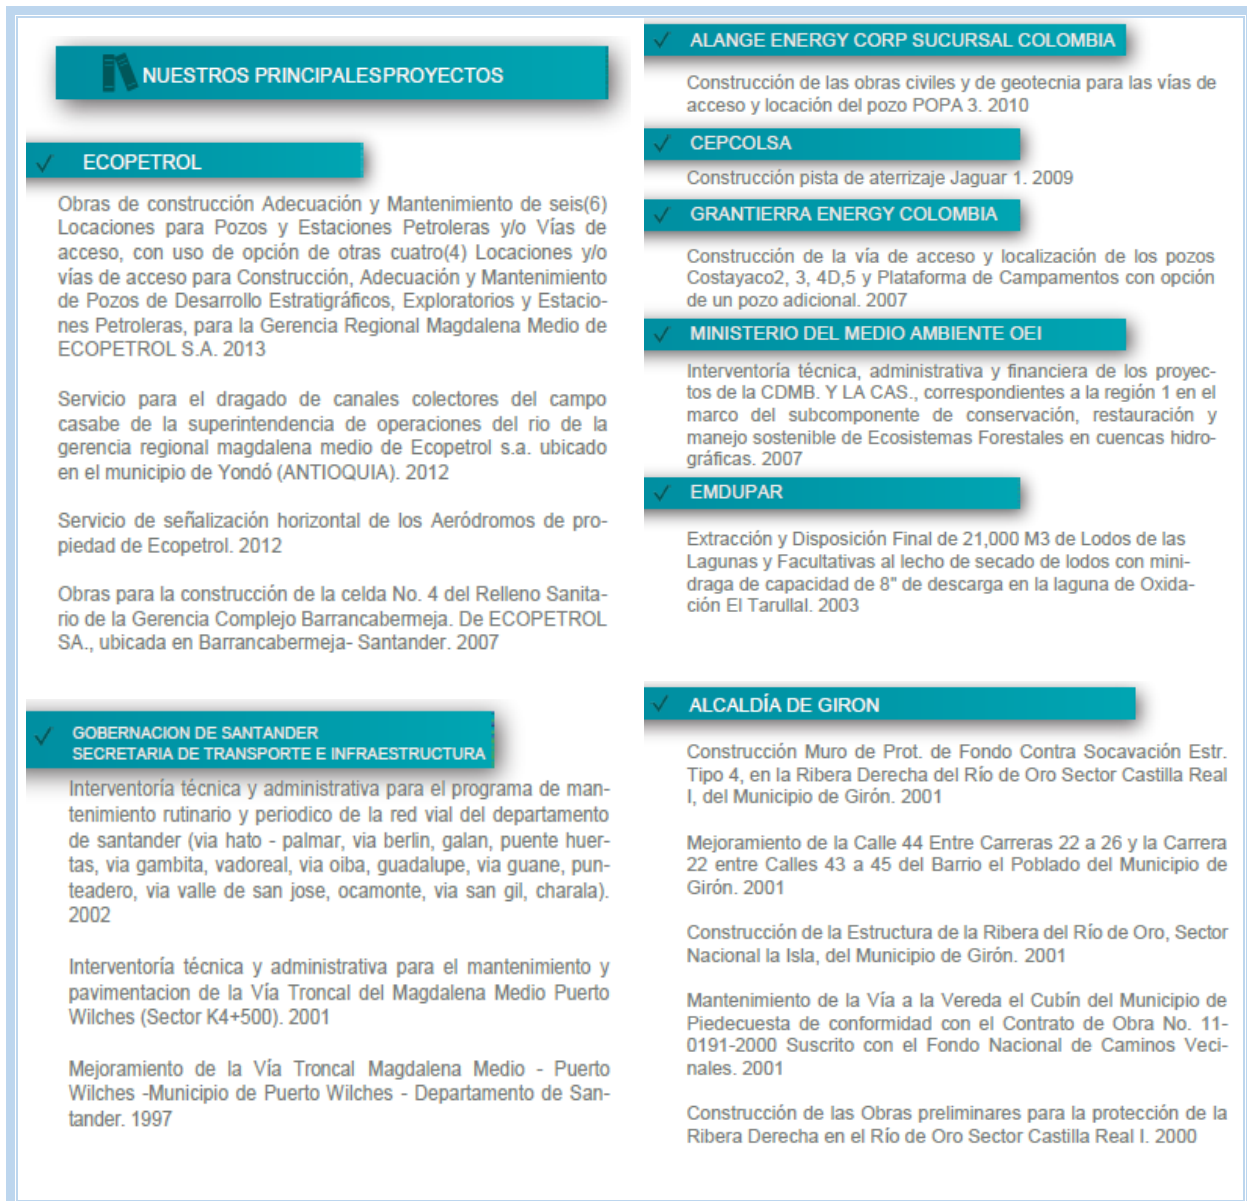 NUESTROS PRINCIPALESPROYECTOS
ECOPETROL
Obras de construcción Adecuación y Mantenimiento de seis(6)
Locaciones para Pozos y Estaciones Petroleras y/o Vías de
acceso, con uso de opción de otras cuatro(4) Locaciones y/o
vías de acceso para Construcción, Adecuación y Mantenimiento
de Pozos de Desarrollo Estratigráficos, Exploratorios y Estacio-
nes Petroleras, para la Gerencia Regional Magdalena Medio de
ECOPETROL S.A. 2013
Servicio para el dragado de canales colectores del campo
casabe de la superintendencia de operaciones del rio de la
gerencia regional magdalena medio de Ecopetrol s.a. ubicado
en el municipio de Yondó (ANTIOQUIA). 2012
Servicio de señalización horizontal de los Aeródromos de pro-
piedad de Ecopetrol. 2012
Obras para la construcción de la celda No. 4 del Relleno Sanita-
rio de la Gerencia Complejo Barrancabermeja. De ECOPETROL
SA., ubicada en Barrancabermeja- Santander. 2007
GOBERNACION DE SANTANDER
SECRETARIA DE TRANSPORTE E INFRAESTRUCTURA
Interventoría técnica y administrativa para el programa de man-
tenimiento rutinario y periodico de la red vial del departamento
de santander (via hato - palmar, via berlin, galan, puente huer-
tas, via gambita, vadoreal, via oiba, guadalupe, via guane, pun-
teadero, via valle de san jose, ocamonte, via san gil, charala).
2002
Interventoría técnica y administrativa para el mantenimiento y
pavimentacion de la Vía Troncal del Magdalena Medio Puerto
Wilches (Sector K4+500). 2001
Mejoramiento de la Vía Troncal Magdalena Medio - Puerto
Wilches -Municipio de Puerto Wilches - Departamento de San-
tander. 1997
ALANGE ENERGY CORP SUCURSAL COLOMBIA
Construcción de las obras civiles y de geotecnia para las vías de
acceso y locación del pozo POPA 3. 2010
CEPCOLSA
Construcción pista de aterrizaje Jaguar 1. 2009
GRANTIERRA ENERGY COLOMBIA
Construcción de la vía de acceso y localización de los pozos
Costayaco2, 3, 4D,5 y Plataforma de Campamentos con opción
de un pozo adicional. 2007
MINISTERIO DEL MEDIO AMBIENTE OEI
Interventoría técnica, administrativa y financiera de los proyec-
tos de la CDMB. Y LA CAS., correspondientes a la región 1 en el
marco del subcomponente de conservación, restauración y
manejo sostenible de Ecosistemas Forestales en cuencas hidro-
gráficas. 2007
EMDUPAR
Extracción y Disposición Final de 21,000 M3 de Lodos de las
Lagunas y Facultativas al lecho de secado de lodos con mini-
draga de capacidad de 8" de descarga en la laguna de Oxida-
ción El Tarullal. 2003
ALCALDÍA DE GIRON
Construcción Muro de Prot. de Fondo Contra Socavación Estr.
Tipo 4, en la Ribera Derecha del Río de Oro Sector Castilla Real
I, del Municipio de Girón. 2001
Mejoramiento de la Calle 44 Entre Carreras 22 a 26 y la Carrera
22 entre Calles 43 a 45 del Barrio el Poblado del Municipio de
Girón. 2001
Construcción de la Estructura de la Ribera del Río de Oro, Sector
Nacional la Isla, del Municipio de Girón. 2001
Mantenimiento de la Vía a la Vereda el Cubín del Municipio de
Piedecuesta de conformidad con el Contrato de Obra No. 11-
0191-2000 Suscrito con el Fondo Nacional de Caminos Veci-
nales. 2001
Construcción de las Obras preliminares para la protección de la
Ribera Derecha en el Río de Oro Sector Castilla Real I. 2000